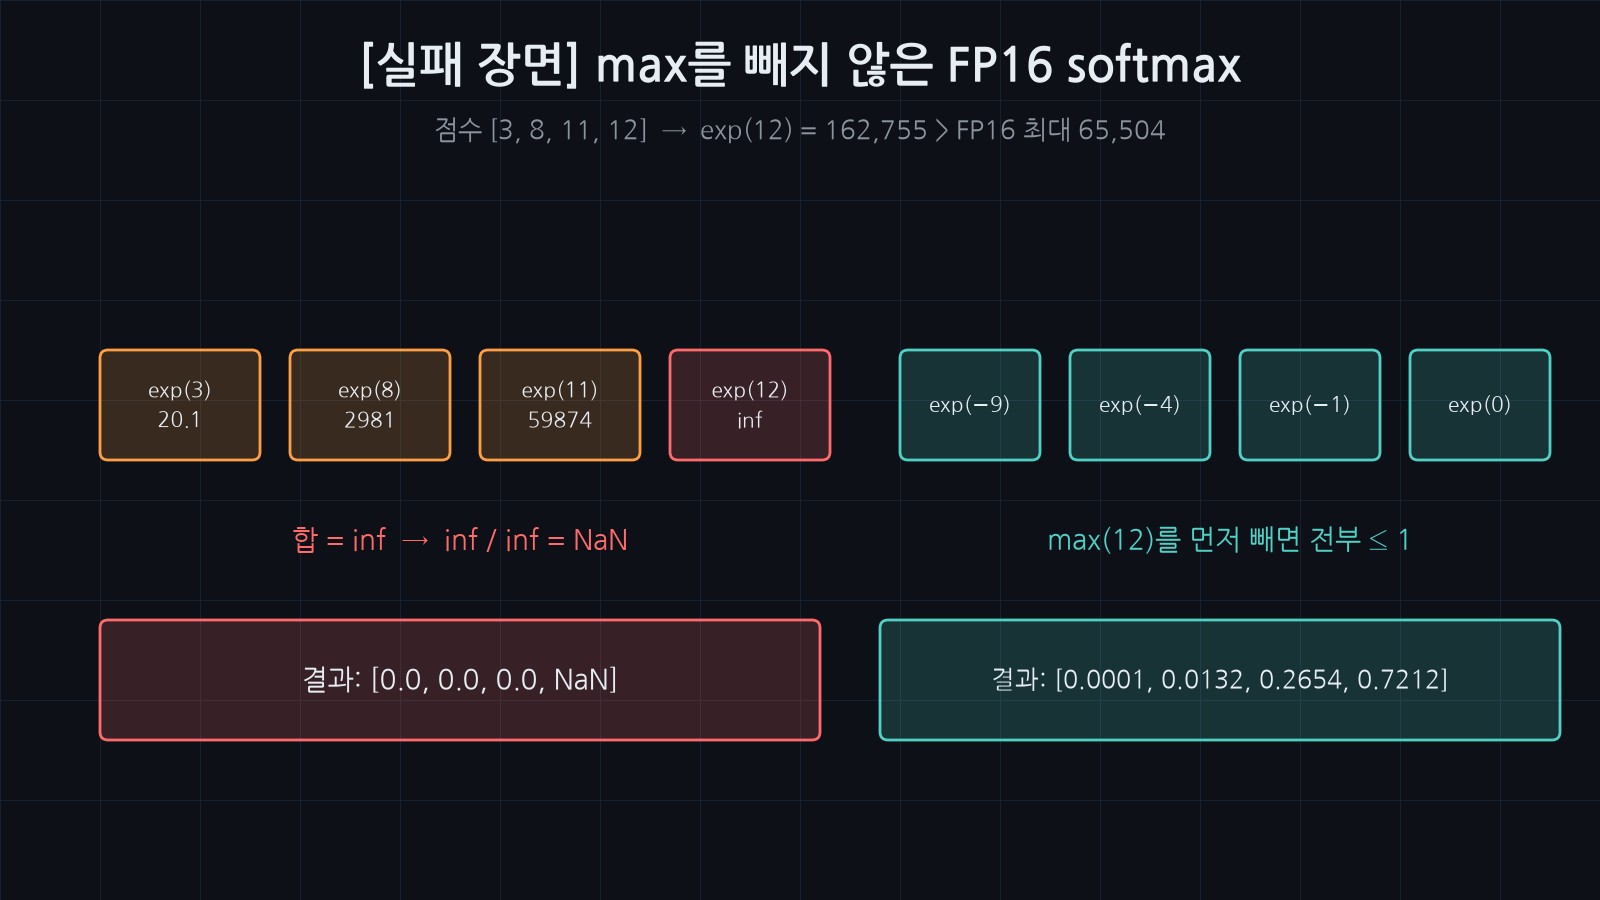 [실패 장면] max를 빼지 않은 FP16 softmax
점수 [3, 8, 11, 12] → exp(12) = 162,755 > FP16 최대 65,504
exp(3)
20.1
exp(8)
2981
exp(11)
59874
exp(12)
inf
exp(−9)
exp(−4)
exp(−1)
exp(0)
합 = inf → inf / inf = NaN
max(12)를 먼저 빼면 전부 ≤ 1
결과: [0.0, 0.0, 0.0, NaN]
결과: [0.0001, 0.0132, 0.2654, 0.7212]